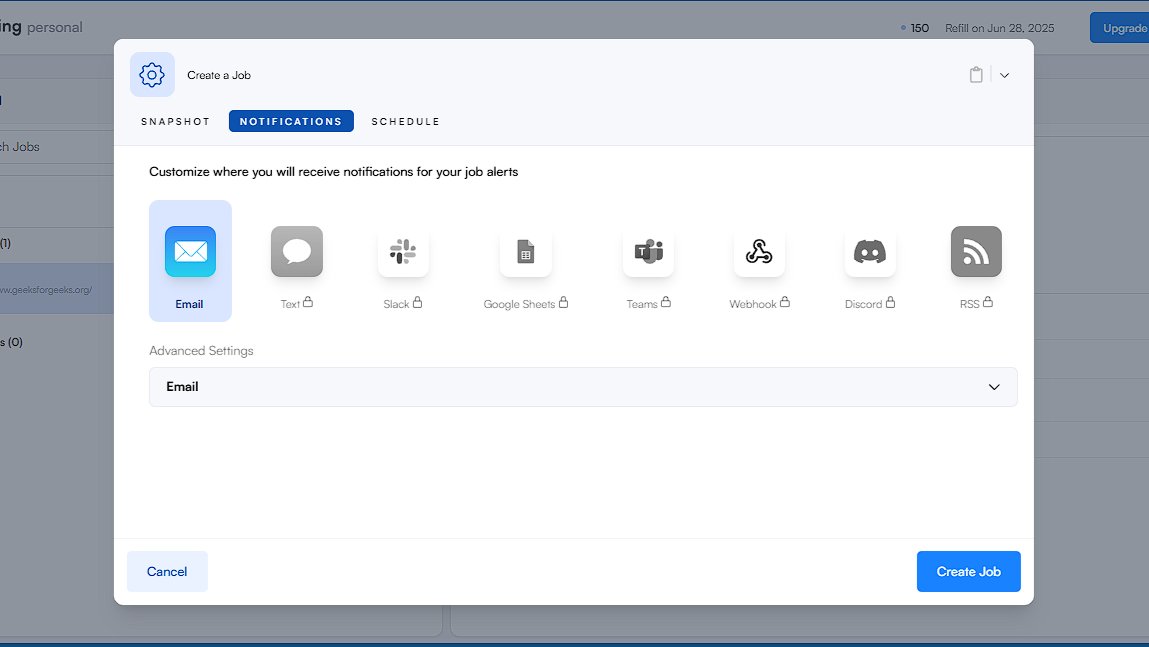 ing personal
150 Refill on Jun 28, 2025 Upgrade
Create a Job
SNAPSHOT NOTIFICATIONS SCHEDULE
ch Jobs
Customize where you will receive notifications for your job alerts
(1)
ww.geeksforgeeks.org/
Email Text Slack Google Sheets Teams Webhook Discord RSS
s (0)
Advanced Settings
Email
Cancel Create Job